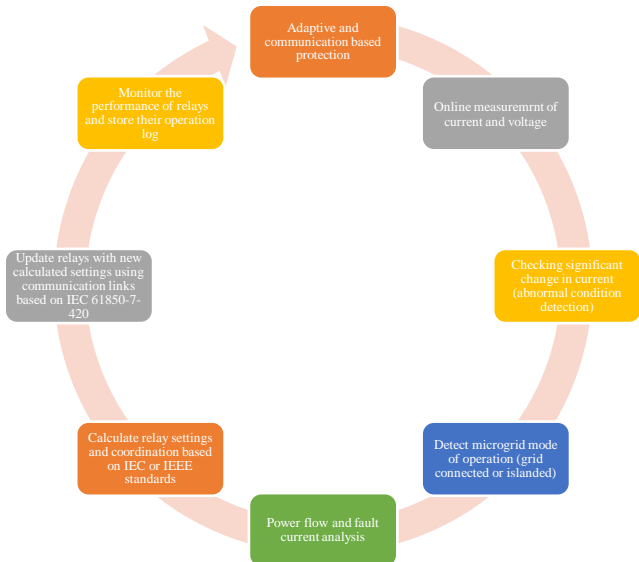 Adaptive and
communication based
protection
Online measuremrnt of
current and voltage
Checking significant
change in current
(abnormal condition
detection)
Detect microgrid mode
of operation (grid
connected or islanded)
Power flow and fault
current analysis
Calculate relay settings
and coordination based
on IEC or IEEE
standards
Update relays with new
calculated settings using
communication links
based on IEC 61850-7-
420
Monitor the
performance of relays
and store their operation
log